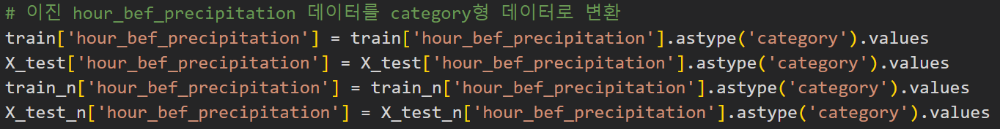 # 이진 hour_bef_precipitation 데이터를 category형 데이터로 변환
train['hour_bef_precipitation'] = train['hour_bef_precipitation'].astype('category').values
X_test['hour_bef_precipitation'] = X_test['hour_bef_precipitation'].astype('category').values
train_n['hour_bef_precipitation'] = train_n['hour_bef_precipitation'].astype('category').values
X_test_n['hour_bef_precipitation'] = X_test_n['hour_bef_precipitation'].astype('category').values